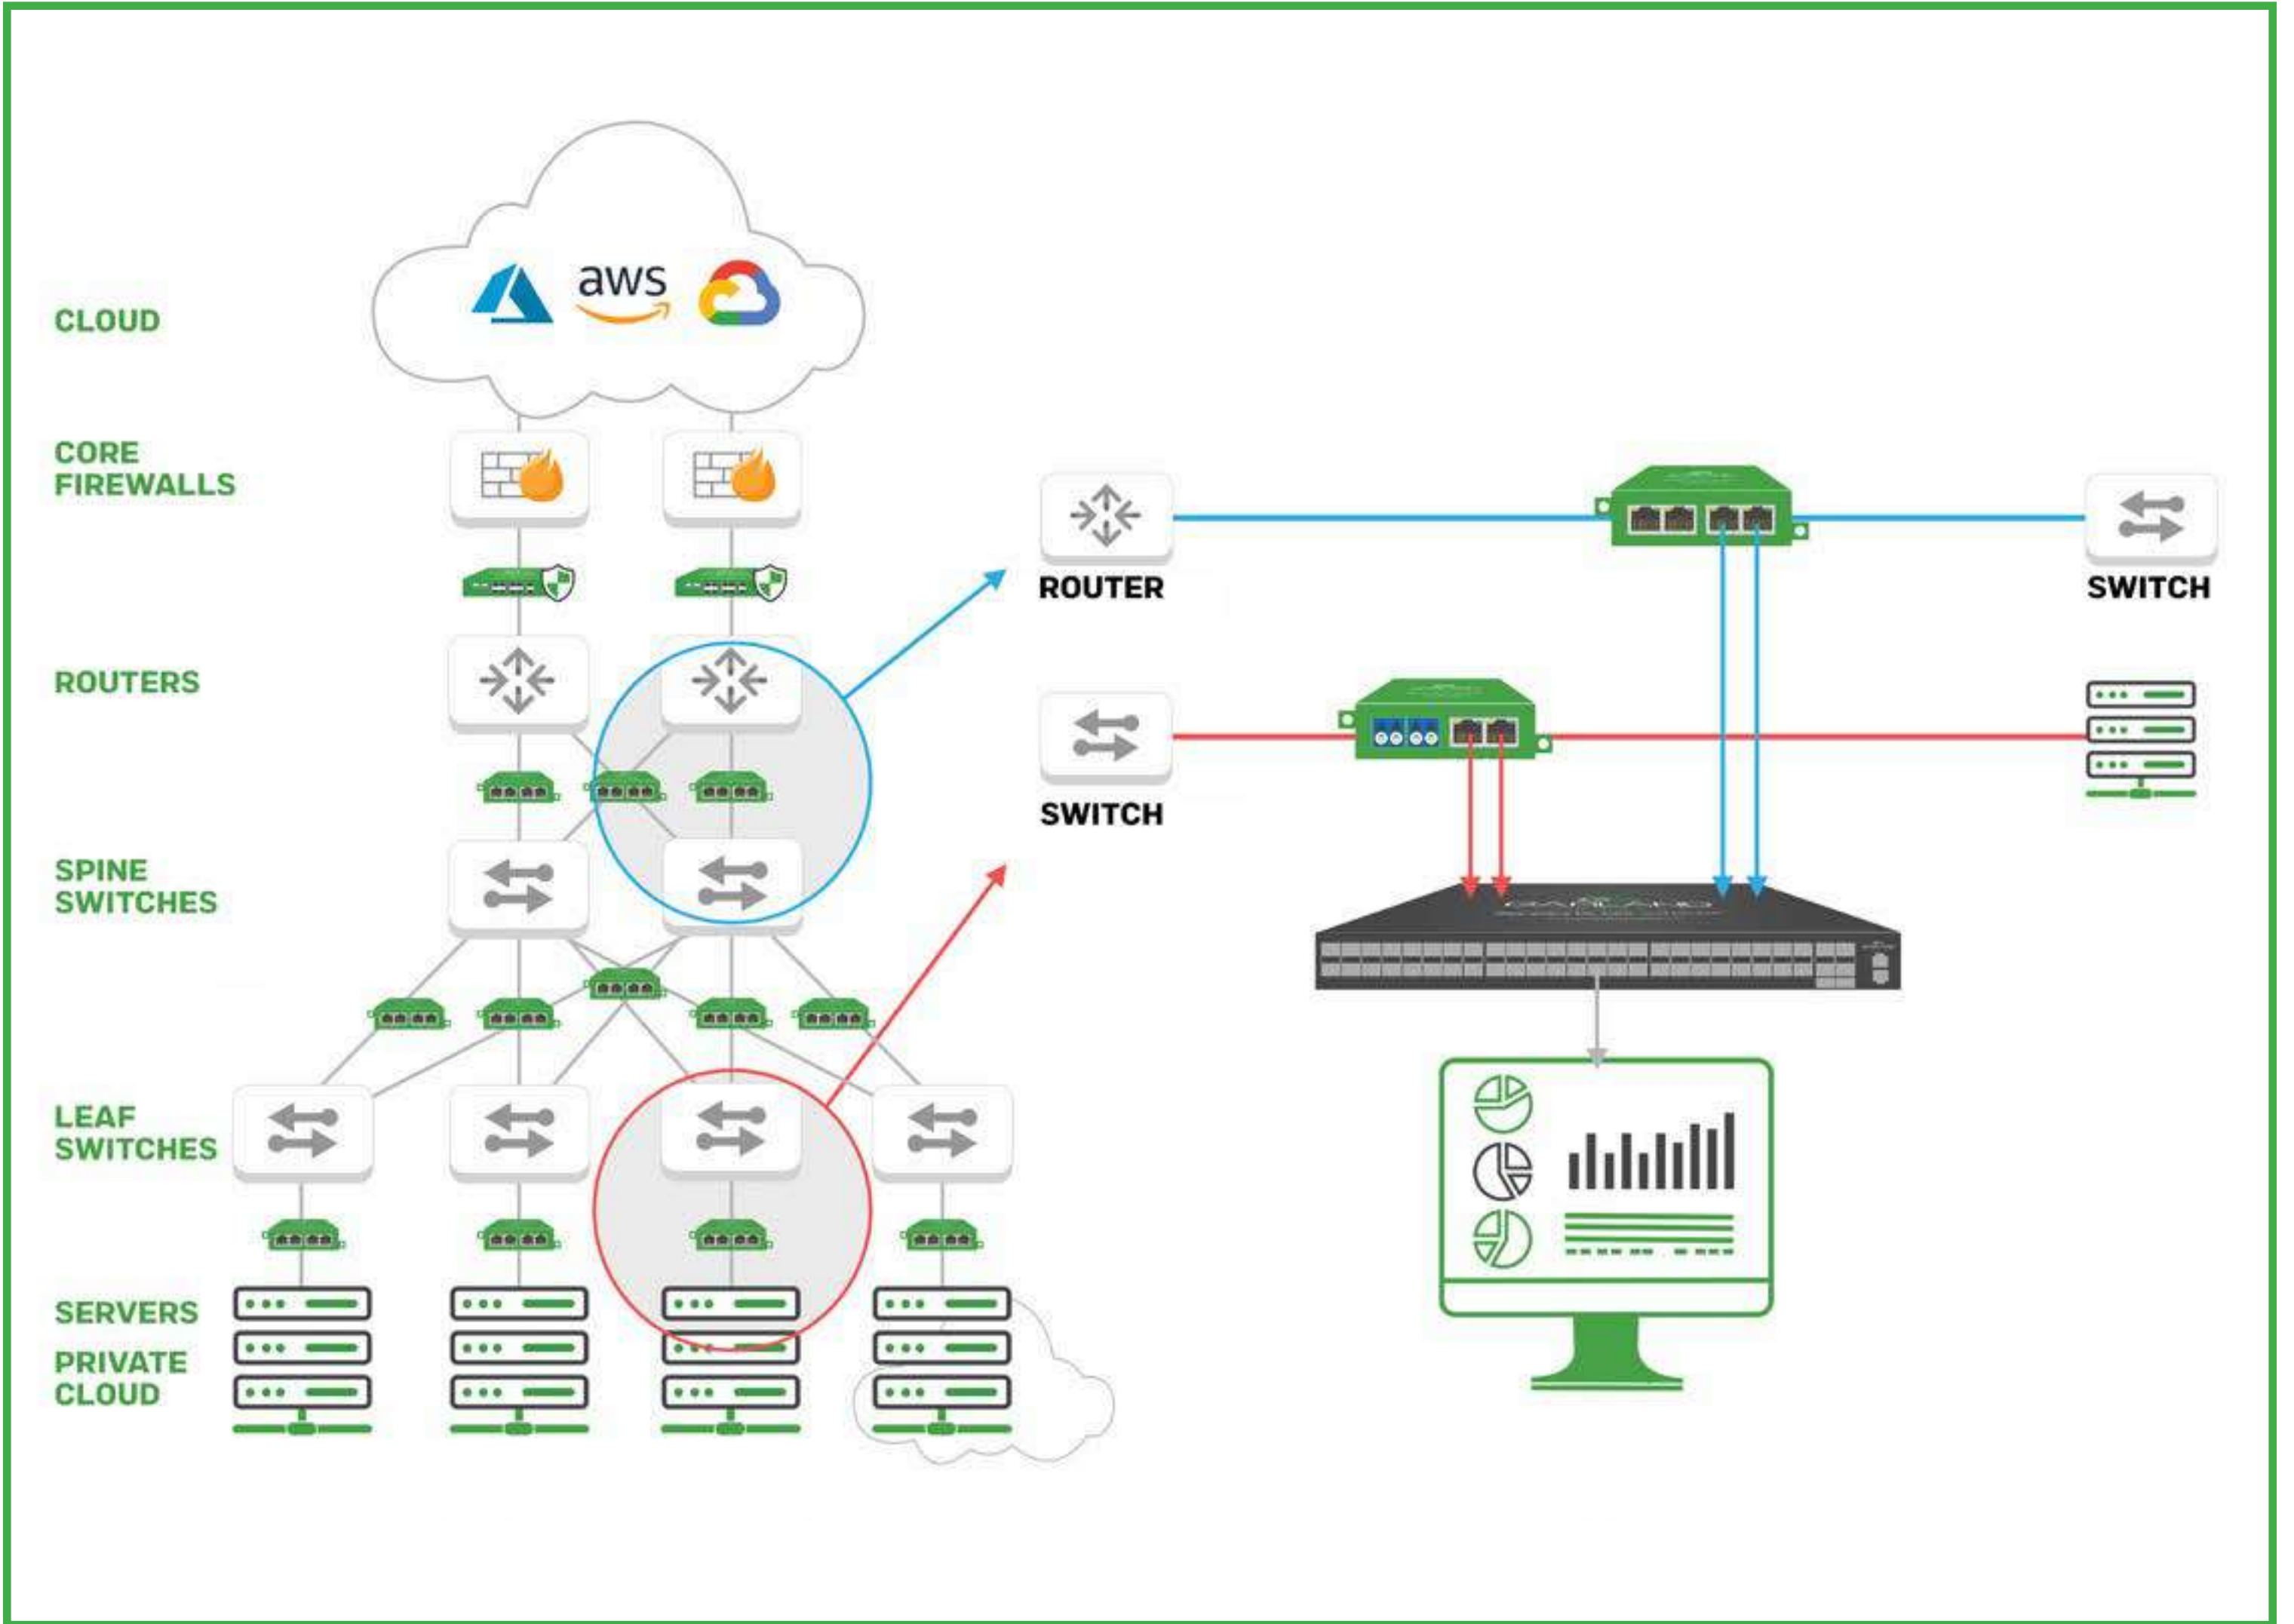 CLOUD
aws
CORE
FIREWALLS
ROUTERS
SPINE
SWITCHES
LEAF
SWITCHES
SERVERS
PRIVATE
CLOUD
ROUTER
SWITCH
SWITCH